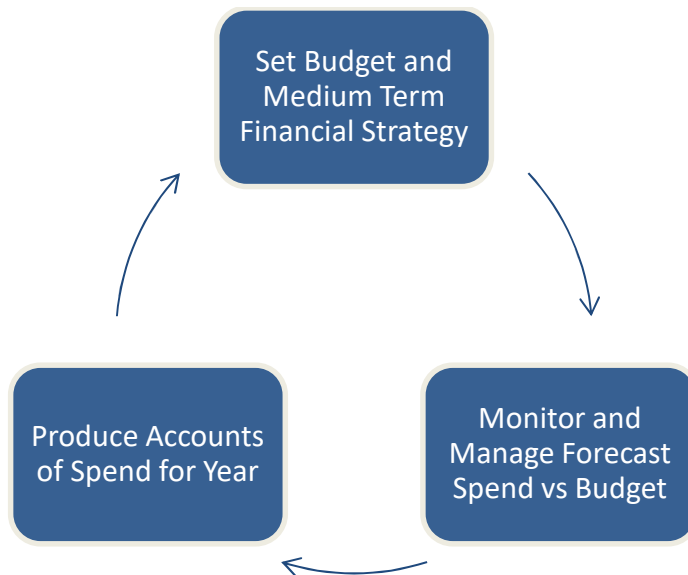 Set Budget and
Medium Term
Financial Strategy
Produce Accounts
of Spend for Year
Monitor and
Manage Forecast
Spend vs Budget